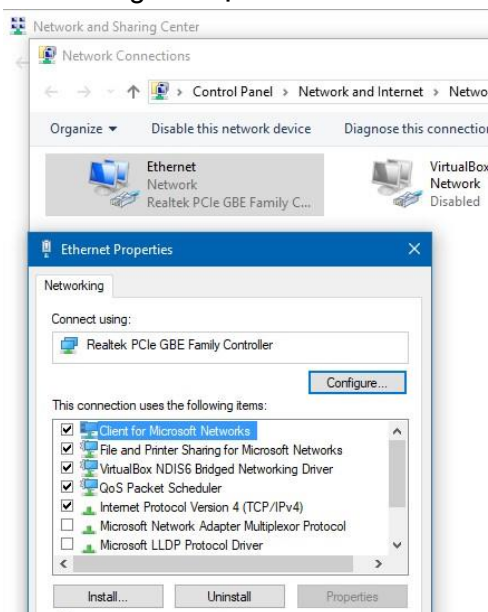 Network and Sharing Center
Network Connections
Control Panel > Network and Internet > Netwo
Organize Disable this network device Diagnose this connection
Ethernet
Network
Realtek PCIe GBE Family C...
VirtualBox
Network
Disabled
Ethernet Properties
Networking
Connect using:
Realtek PCIe GBE Family Controller
Configure...
This connection uses the following items:
Client for Microsoft Networks
File and Printer Sharing for Microsoft Networks
VirtualBox NDIS6 Bridged Networking Driver
QoS Packet Scheduler
Internet Protocol Version 4 (TCP/IPv4)
Microsoft Network Adapter Multiplexor Protocol
Microsoft LLDP Protocol Driver
Install... Uninstall Properties